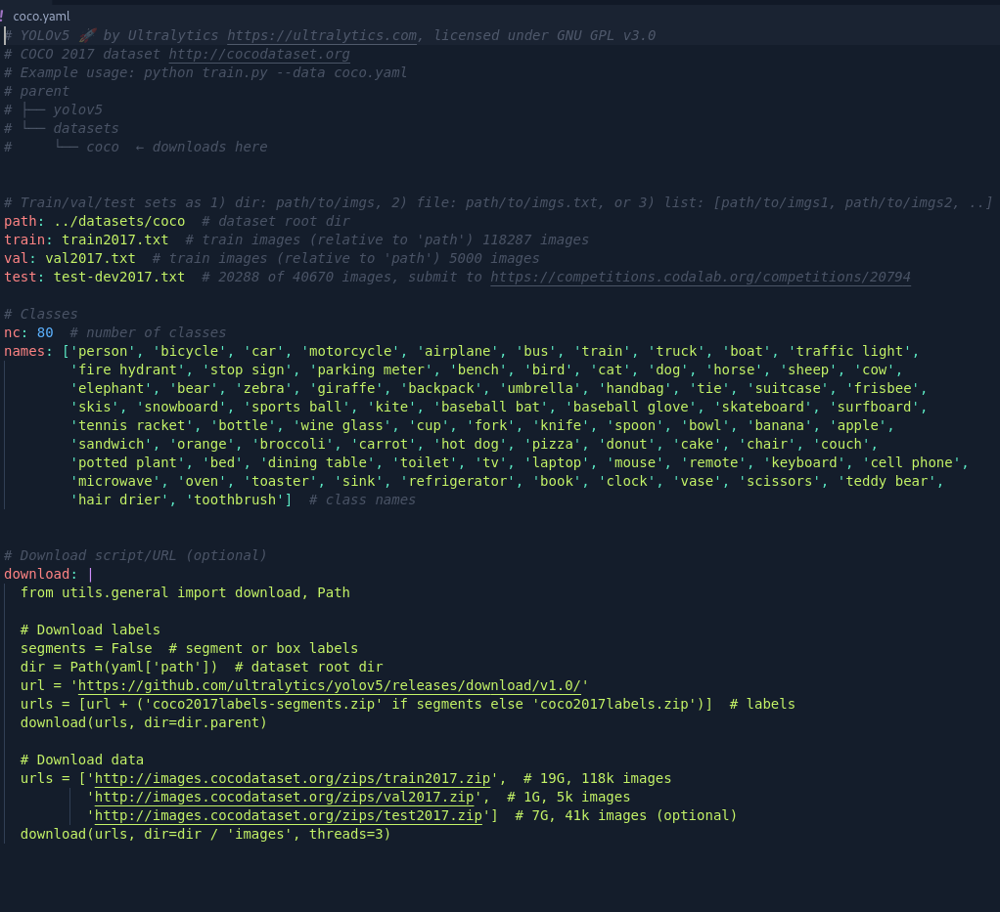 ! coco.yaml
# YOLOv5 🚀 by Ultralytics https://ultralytics.com, licensed under GNU GPL v3.0
# COCO 2017 dataset http://cocodataset.org
# Example usage: python train.py --data coco.yaml
# parent
# ├── yolov5
# └── datasets
#     └── coco  ← downloads here
# Train/val/test sets as 1) dir: path/to/imgs, 2) file: path/to/imgs.txt, or 3) list: [path/to/imgs1, path/to/imgs2, ..]
path: ../datasets/coco  # dataset root dir
train: train2017.txt  # train images (relative to 'path') 118287 images
val: val2017.txt  # train images (relative to 'path') 5000 images
test: test-dev2017.txt  # 20288 of 40670 images, submit to https://competitions.codalab.org/competitions/20794
# Classes
nc: 80  # number of classes
names: ['person', 'bicycle', 'car', 'motorcycle', 'airplane', 'bus', 'train', 'truck', 'boat', 'traffic light',
        'fire hydrant', 'stop sign', 'parking meter', 'bench', 'bird', 'cat', 'dog', 'horse', 'sheep', 'cow',
        'elephant', 'bear', 'zebra', 'giraffe', 'backpack', 'umbrella', 'handbag', 'tie', 'suitcase', 'frisbee',
        'skis', 'snowboard', 'sports ball', 'kite', 'baseball bat', 'baseball glove', 'skateboard', 'surfboard',
        'tennis racket', 'bottle', 'wine glass', 'cup', 'fork', 'knife', 'spoon', 'bowl', 'banana', 'apple',
        'sandwich', 'orange', 'broccoli', 'carrot', 'hot dog', 'pizza', 'donut', 'cake', 'chair', 'couch',
        'potted plant', 'bed', 'dining table', 'toilet', 'tv', 'laptop', 'mouse', 'remote', 'keyboard', 'cell phone',
        'microwave', 'oven', 'toaster', 'sink', 'refrigerator', 'book', 'clock', 'vase', 'scissors', 'teddy bear',
        'hair drier', 'toothbrush']  # class names
# Download script/URL (optional)
download: |
  from utils.general import download, Path
  # Download labels
  segments = False  # segment or box labels
  dir = Path(yaml['path'])  # dataset root dir
  url = 'https://github.com/ultralytics/yolov5/releases/download/v1.0/'
  urls = [url + ('coco2017labels-segments.zip' if segments else 'coco2017labels.zip')]  # labels
  download(urls, dir=dir.parent)
  # Download data
  urls = ['http://images.cocodataset.org/zips/train2017.zip',  # 19G, 118k images
          'http://images.cocodataset.org/zips/val2017.zip',  # 1G, 5k images
          'http://images.cocodataset.org/zips/test2017.zip']  # 7G, 41k images (optional)
  download(urls, dir=dir / 'images', threads=3)